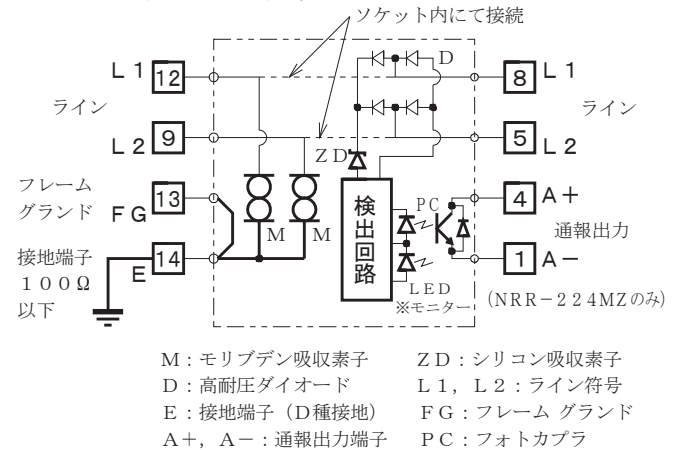 ソケット内にて接続
L1 12
8 L1
D
ライン
ライン
L2 9
5 L2
ZD
フレーム
グランド
FG 13
4 A+
PC
検出回路
M
M
通報出力
接地端子
100Ω
以下
E 14
1 A−
LED
※モニター
(NRR−224MZのみ)
M:モリブデン吸収素子 ZD:シリコン吸収素子
D:高耐圧ダイオード L1,L2:ライン符号
E:接地端子(D種接地) FG:フレーム グランド
A+,A−:通報出力端子 PC:フォトカプラ